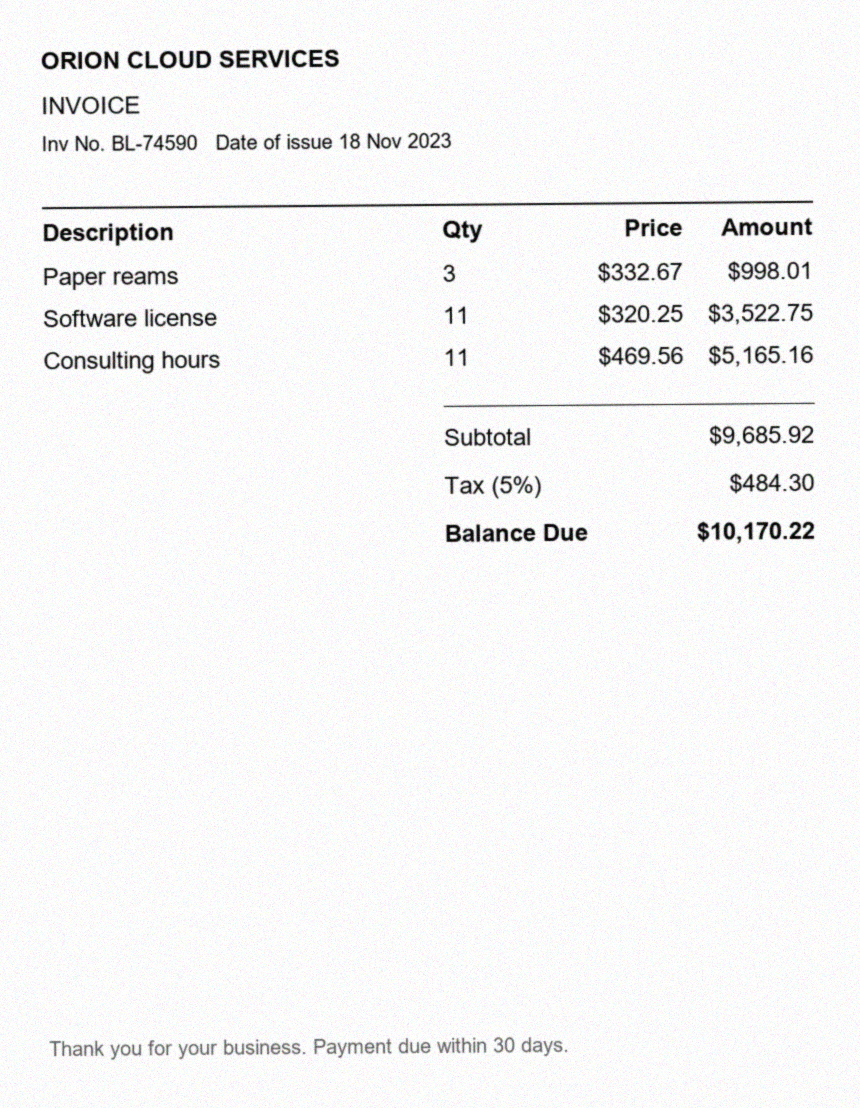 ORION CLOUD SERVICES
INVOICE
Inv No. BL-74590 Date of issue 18 Nov 2023
Description Qty Price Amount
Paper reams 3 $332.67 $998.01
Software license 11 $320.25 $3,522.75
Consulting hours 11 $469.56 $5,165.16
Subtotal $9,685.92
Tax (5%) $484.30
Balance Due $10,170.22
Thank you for your business. Payment due within 30 days.